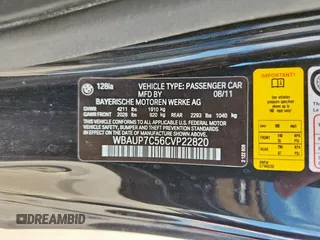 128ia
VEHICLE TYPE: PASSENGER CAR
MFD BY 08/11
BAYERISCHE MOTOREN WERKE AG
GVWR 4211 lbs 1910 kg
GAWR FRONT 2028 lbs 920 kg REAR 2293 lbs 1040 kg
THIS VEHICLE CONFORMS TO ALL APPLICABLE
FEDERAL MOTOR VEHICLE SAFETY, BUMPER,
AND THEFT PREVENTION STANDARDS
IN EFFECT ON THE DATE OF MANUFACTURE
SHOWN ABOVE.
WBAUP7C56CVP22820
DREAMBID